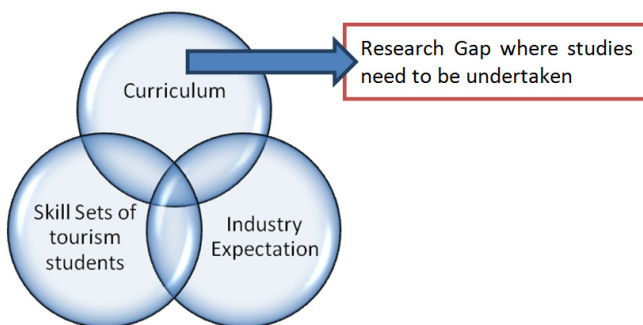 Research Gap where studies
need to be undertaken
Curriculum
Skill Sets of
tourism
students
Industry
Expectation